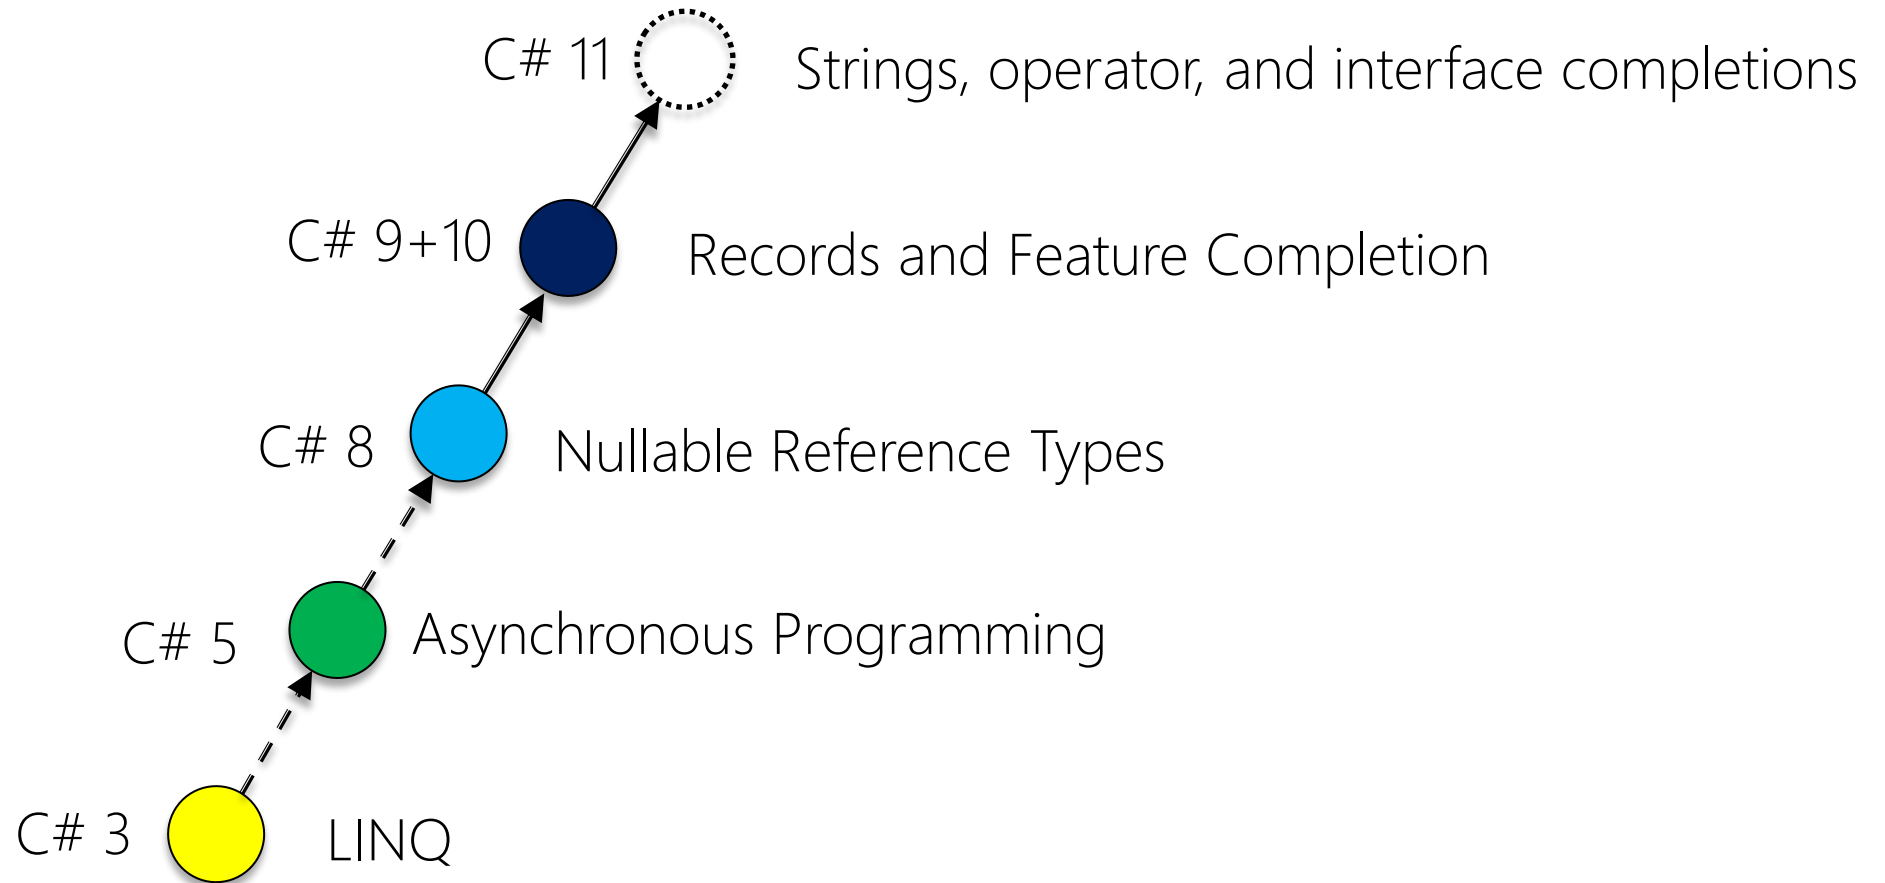 C# 11 Strings, operator, and interface completions
C# 9+10 Records and Feature Completion
C# 8 Nullable Reference Types
C# 5 Asynchronous Programming
C# 3 LINQ